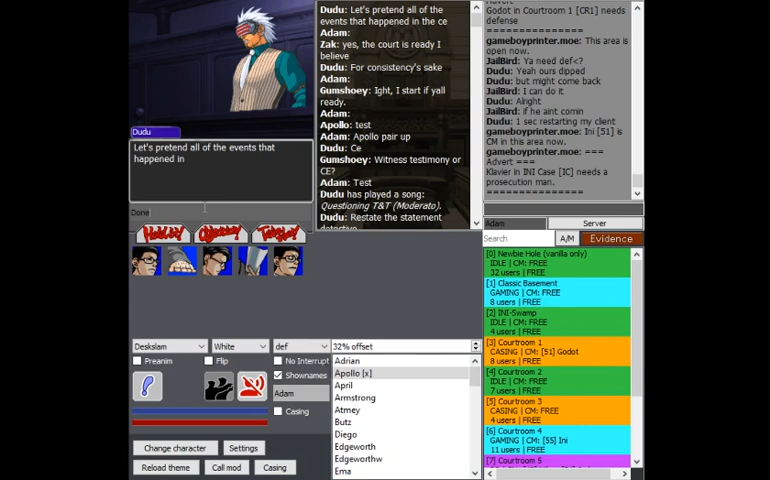 Dudu
Let's pretend all of the events that
happened in
Done
Hold it!
Objection!
Take that!
Deskslam
White
def
32% offset
Preanim
Flip
No Interrupt
Shownames
Adam
Casing
Change character
Settings
Reload theme
Call mod
Casing
Dudu: Let's pretend all of the
events that happened in the ce
Adam:
Zak: yes, the court is ready I
believe
Dudu: For consistency's sake
Adam:
Gumshoey: Ight, I start if yall
ready.
Adam:
Apollo: test
Adam: Apollo pair up
Dudu: Ce
Gumshoey: Witness testimony or
CE?
Adam: Test
Dudu has played a song:
Questioning T&T (Moderato).
Dudu: Restate the statement
detective
Adrian
Apollo [x]
April
Armstrong
Atmey
Butz
Diego
Edgeworth
Edgeworthw
Ema
Godot in Courtroom 1 [CR1] needs
defense
===============
gameboyprinter.moe: This area is
open now.
JailBird: Ya need def<?
Dudu: Yeah ours dipped
Dudu: but might come back
JailBird: I can do it
Dudu: Alright
JailBird: if he aint comin
Dudu: 1 sec restarting my client
gameboyprinter.moe: Ini [51] is
CM in this area now.
gameboyprinter.moe: ===
Advert ===
Klavier in INI Case [IC] needs a
prosecution man.
===============
Adam
Server
Search
A/M
Evidence
[0] Newbie Hole (vanilla only)
IDLE | CM: FREE
32 users | FREE
[1] Classic Basement
GAMING | CM: FREE
8 users | FREE
[2] INI-Swamp
IDLE | CM: FREE
4 users | FREE
[3] Courtroom 1
CASING | CM: [51] Godot
8 users | FREE
[4] Courtroom 2
IDLE | CM: FREE
7 users | FREE
[5] Courtroom 3
CASING | CM: FREE
4 users | FREE
[6] Courtroom 4
GAMING | CM: [55] Ini
11 users | FREE
[7] Courtroom 5